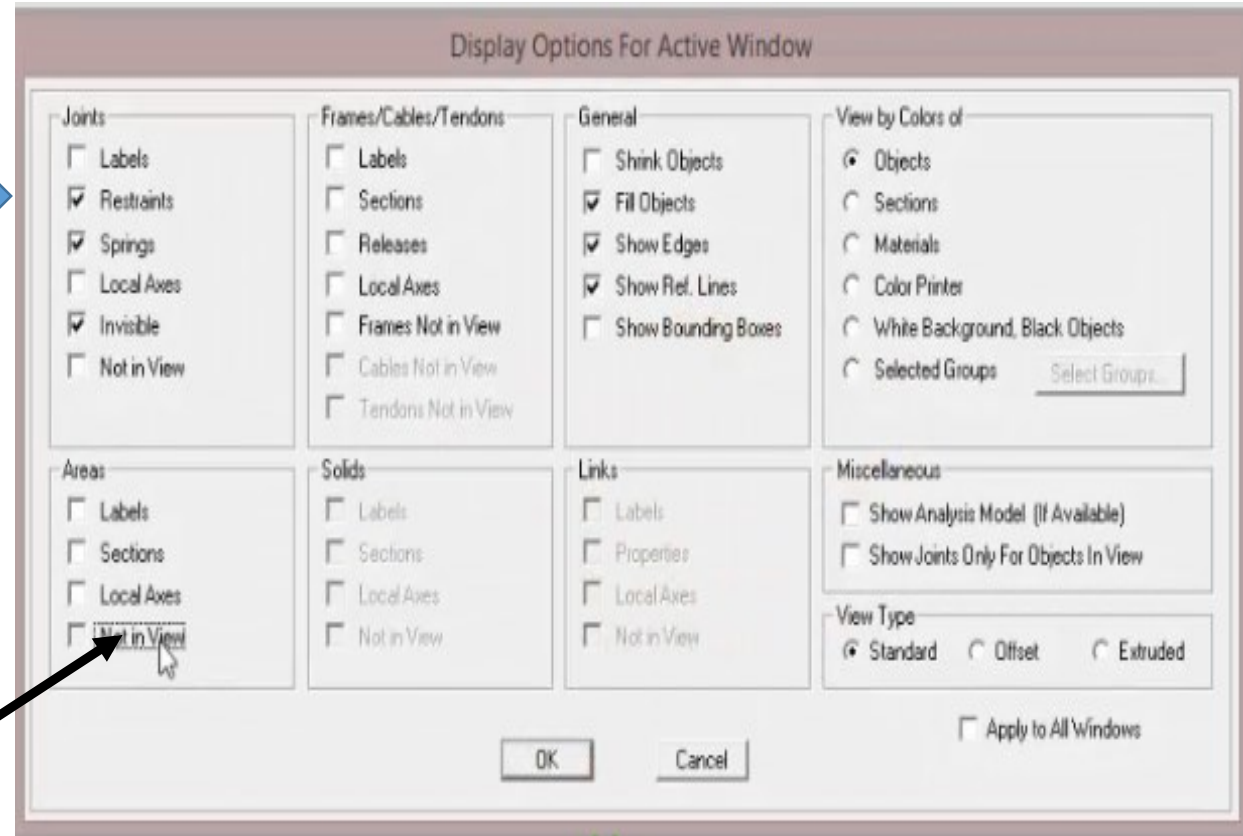 Display Options For Active Window
Joints
Labels
Restraints
Springs
Local Axes
Invisible
Not in View
Frames/Cables/Tendons
Labels
Sections
Releases
Local Axes
Frames Not in View
Cables Not in View
Tendons Not in View
General
Shrink Objects
Fill Objects
Show Edges
Show Ref. Lines
Show Bounding Boxes
View by Colors of
Objects
Sections
Materials
Color Printer
White Background, Black Objects
Selected Groups
Select Groups...
Areas
Labels
Sections
Local Axes
Not in View
Solids
Labels
Sections
Local Axes
Not in View
Links
Labels
Properties
Local Axes
Not in View
Miscellaneous
Show Analysis Model (If Available)
Show Joints Only For Objects In View
View Type
Standard
Offset
Extruded
Apply to All Windows
OK
Cancel